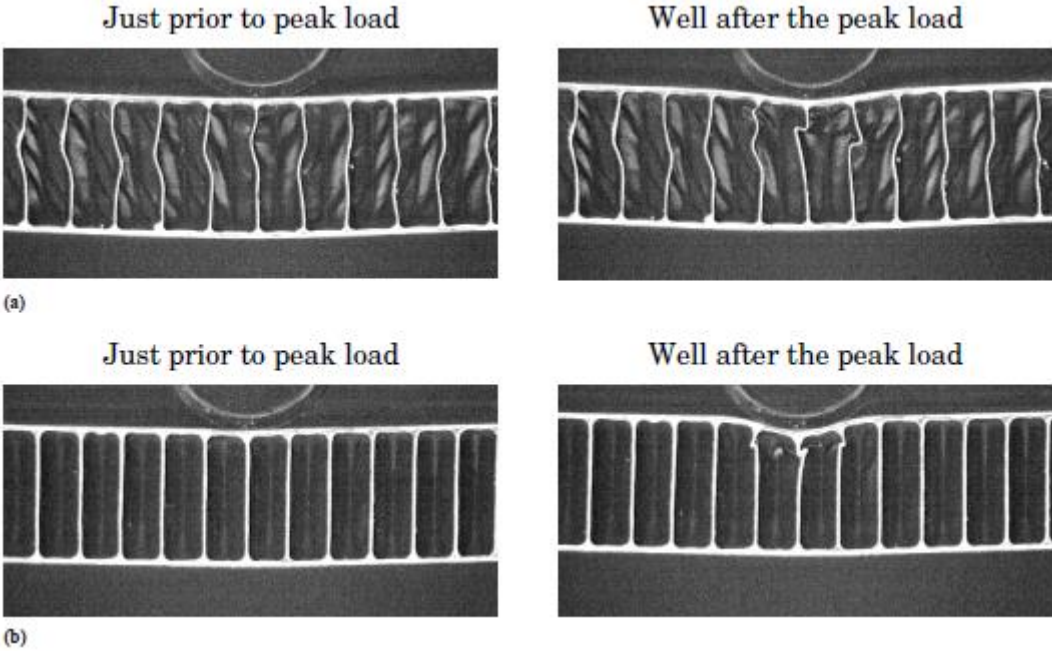 Just prior to peak load
Well after the peak load
(a)
Just prior to peak load
Well after the peak load
(b)